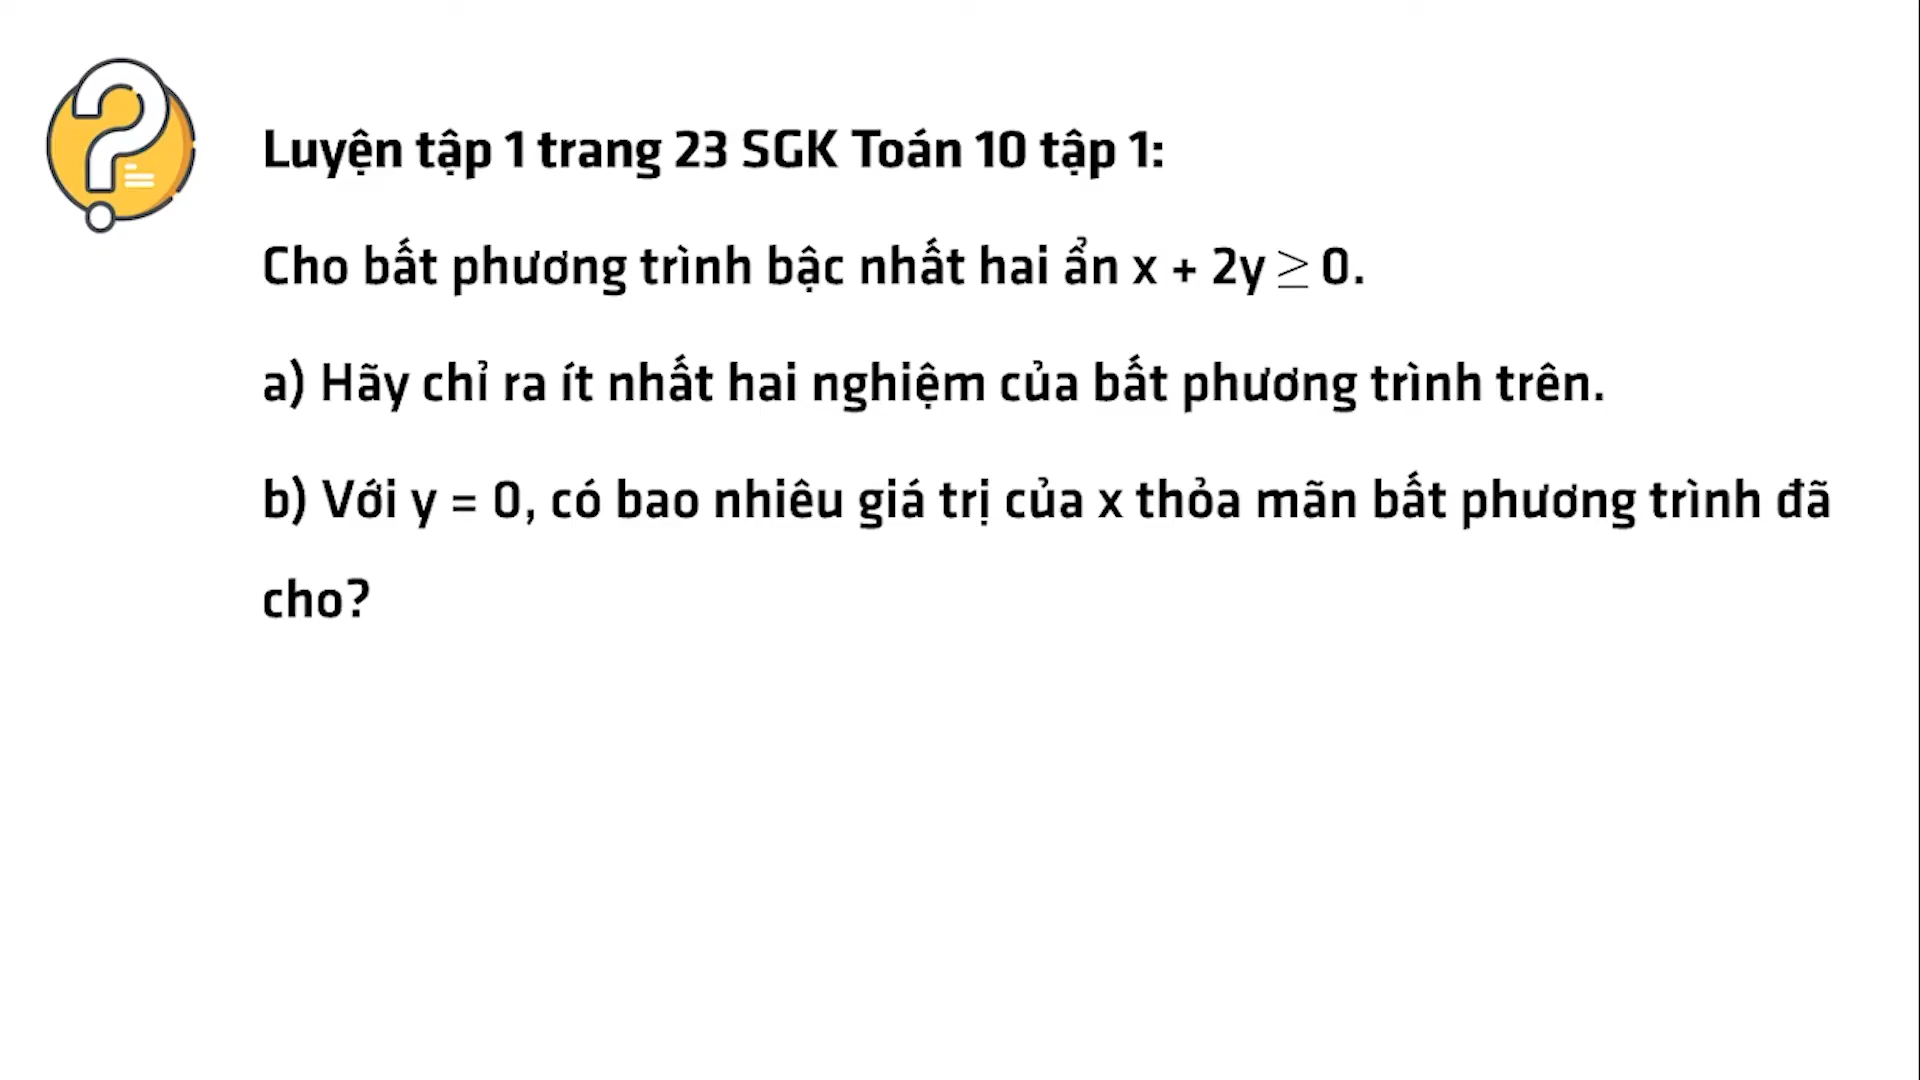 Luyện tập 1 trang 23 SGK Toán 10 tập 1:
Cho bất phương trình bậc nhất hai ẩn x + 2y ≥ 0.
a) Hãy chỉ ra ít nhất hai nghiệm của bất phương trình trên.
b) Với y = 0, có bao nhiêu giá trị của x thỏa mãn bất phương trình đã
cho?